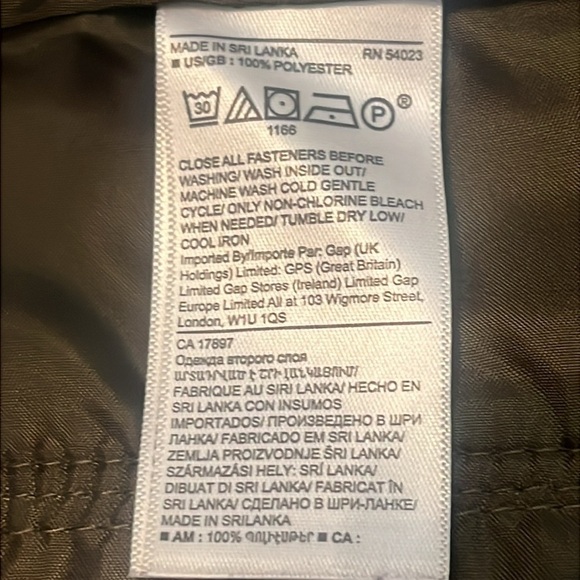 MADE IN SRI LANKA RN 54023
■ US/GB : 100% POLYESTER
30 P ®
1166
CLOSE ALL FASTENERS BEFORE
WASHING/ WASH INSIDE OUT/
MACHINE WASH COLD GENTLE
CYCLE/ ONLY NON-CHLORINE BLEACH
WHEN NEEDED/ TUMBLE DRY LOW/
COOL IRON
Imported By/Importe Par: Gap (UK
Holdings) Limited: GPS (Great Britain)
Limited Gap Stores (Ireland) Limited Gap
Europe Limited All at 103 Wigmore Street,
London, W1U 1QS
CA 17897
Одежда второго слоя
ԱՐՏԱԴՐՎԱԾ Է ՇՐԻ ԼԱՆԿԱՅՈՒՄ/
FABRIQUE AU SIRI LANKA/ HECHO EN
SRI LANKA CON INSUMOS
IMPORTADOS/ ПРОИЗВЕДЕНО В ШРИ
ЛАНКА/ FABRICADO EM SRI LANKA/
ZEMLJA PROIZVODNJE ŠRI LANKA/
SZÁRMAZÁSI HELY: SRÍ LANKA/
DIBUAT DI SRI LANKA/ FABRICAT ÎN
SRI LANKA/ СДЕЛАНО В ШРИ-ЛАНКЕ/
MADE IN SRILANKA
■ AM : 100% ՊՈԼԻԷՍԹԵՐ ■ CA :